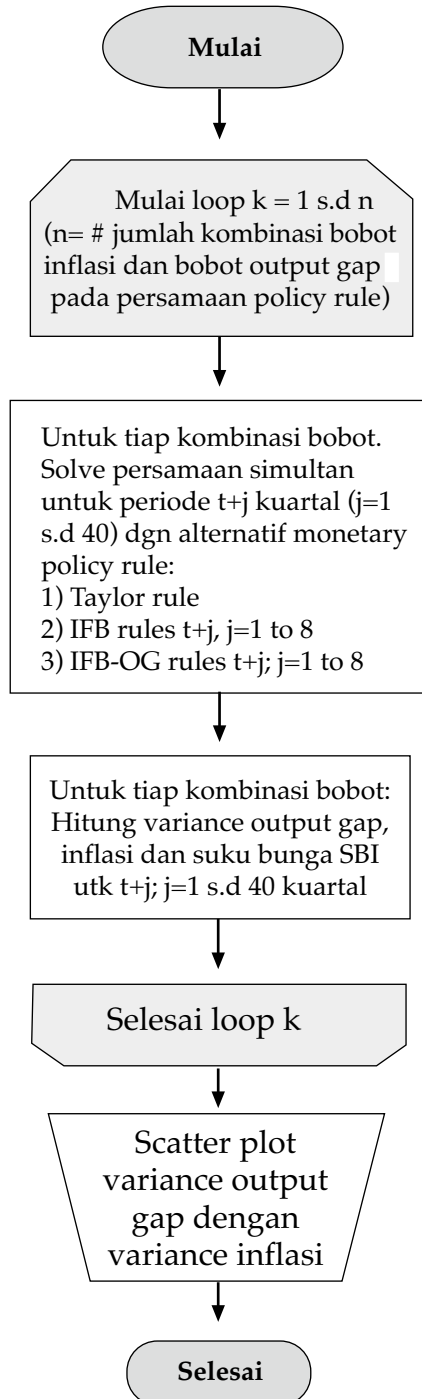 Mulai
Mulai loop k = 1 s.d n
(n= # jumlah kombinasi bobot
inflasi dan bobot output gap
pada persamaan policy rule)
Untuk tiap kombinasi bobot.
Solve persamaan simultan
untuk periode t+j kuartal (j=1
s.d 40) dgn alternatif monetary
policy rule:
1) Taylor rule
2) IFB rules t+j, j=1 to 8
3) IFB-OG rules t+j; j=1 to 8
Untuk tiap kombinasi bobot:
Hitung variance output gap,
inflasi dan suku bunga SBI
utk t+j; j=1 s.d 40 kuartal
Selesai loop k
Scatter plot
variance output
gap dengan
variance inflasi
Selesai